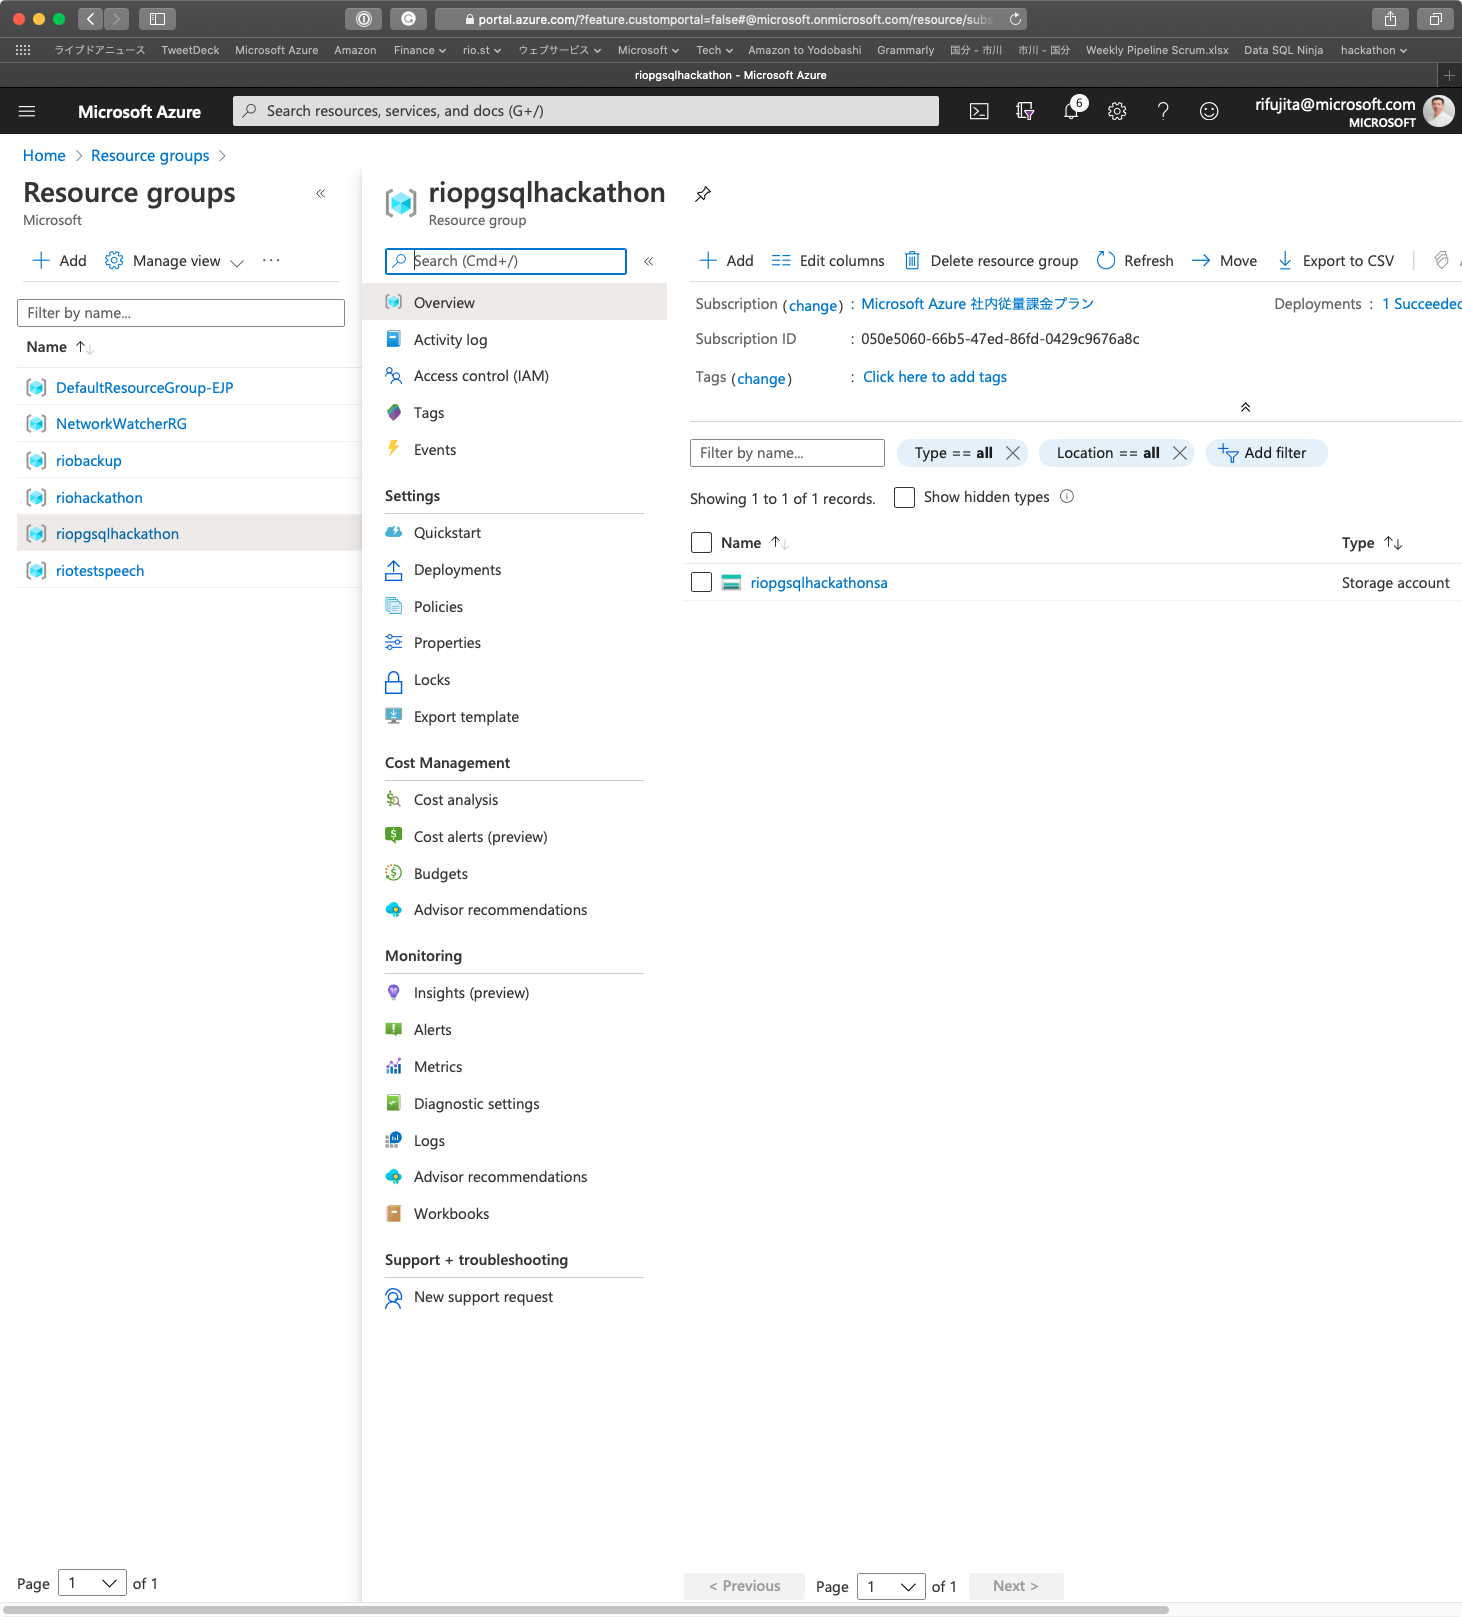 portal.azure.com/?feature.customportal=false#@microsoft.onmicrosoft.com/resource/subs
ライブドアニュース TweetDeck Microsoft Azure Amazon Finance rio.st ウェブサービス Microsoft Tech Amazon to Yodobashi Grammarly 国分 - 市川 市川 - 国分 Weekly Pipeline Scrum.xlsx Data SQL Ninja hackathon
riopgsqlhackathon - Microsoft Azure
Microsoft Azure
Search resources, services, and docs (G+/)
6
rifujita@microsoft.com
MICROSOFT
Home > Resource groups >
Resource groups
Microsoft
Add Manage view ...
Filter by name...
Name
DefaultResourceGroup-EJP
NetworkWatcherRG
riobackup
riohackathon
riopgsqlhackathon
riotestspeech
Page 1 of 1
riopgsqlhackathon
Resource group
Search (Cmd+/)
Overview
Activity log
Access control (IAM)
Tags
Events
Settings
Quickstart
Deployments
Policies
Properties
Locks
Export template
Cost Management
Cost analysis
Cost alerts (preview)
Budgets
Advisor recommendations
Monitoring
Insights (preview)
Alerts
Metrics
Diagnostic settings
Logs
Advisor recommendations
Workbooks
Support + troubleshooting
New support request
Add Edit columns Delete resource group Refresh Move Export to CSV
Subscription (change) : Microsoft Azure 社内従量課金プラン Deployments : 1 Succeeded
Subscription ID : 050e5060-66b5-47ed-86fd-0429c9676a8c
Tags (change) : Click here to add tags
Filter by name... Type == all Location == all Add filter
Showing 1 to 1 of 1 records. Show hidden types
Name Type
riopgsqlhackathonsa Storage account
< Previous Page 1 of 1 Next >